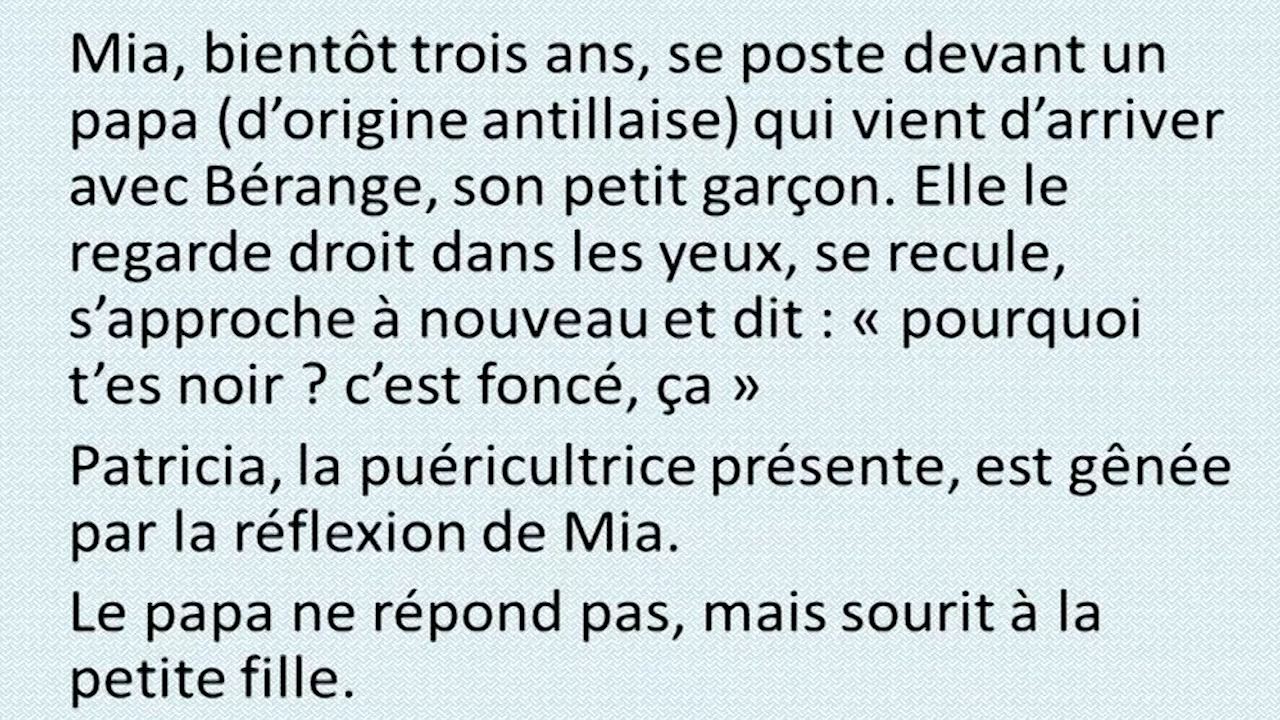 Mia, bientôt trois ans, se poste devant un
papa (d’origine antillaise) qui vient d’arriver
avec Bérange, son petit garçon. Elle le
regarde droit dans les yeux, se recule,
s’approche à nouveau et dit : « pourquoi
t’es noir ? c’est foncé, ça »
Patricia, la puéricultrice présente, est gênée
par la réflexion de Mia.
Le papa ne répond pas, mais sourit à la
petite fille.